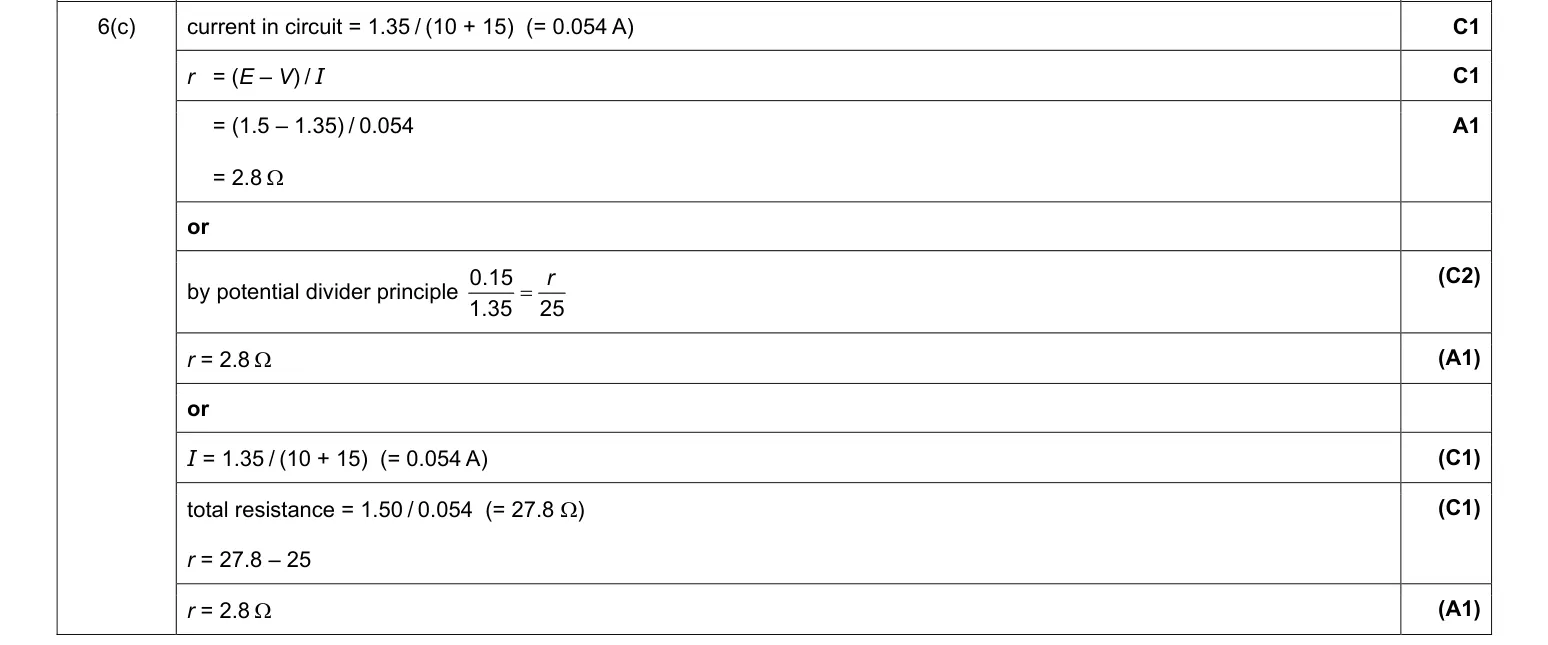 6(c) current in circuit = 1.35 / (10 + 15) (= 0.054 A) C1
r = (E – V) / I C1
= (1.5 – 1.35) / 0.054 A1
= 2.8 Ω
or
by potential divider principle 0.15/1.35 = r/25 (C2)
r = 2.8 Ω (A1)
or
I = 1.35 / (10 + 15) (= 0.054 A) (C1)
total resistance = 1.50 / 0.054 (= 27.8 Ω) (C1)
r = 27.8 – 25
r = 2.8 Ω (A1)